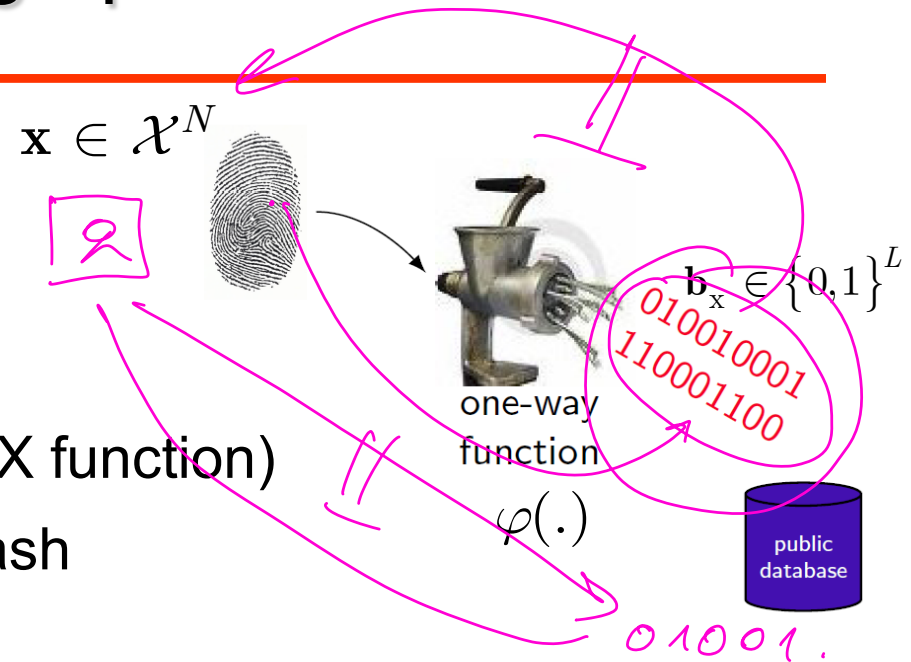 x ∈ 𝒳^N
b_x ∈ {0,1}^L
010010001
110001100
one-way
function
X function)
φ(.)
ash
public
database
01001.